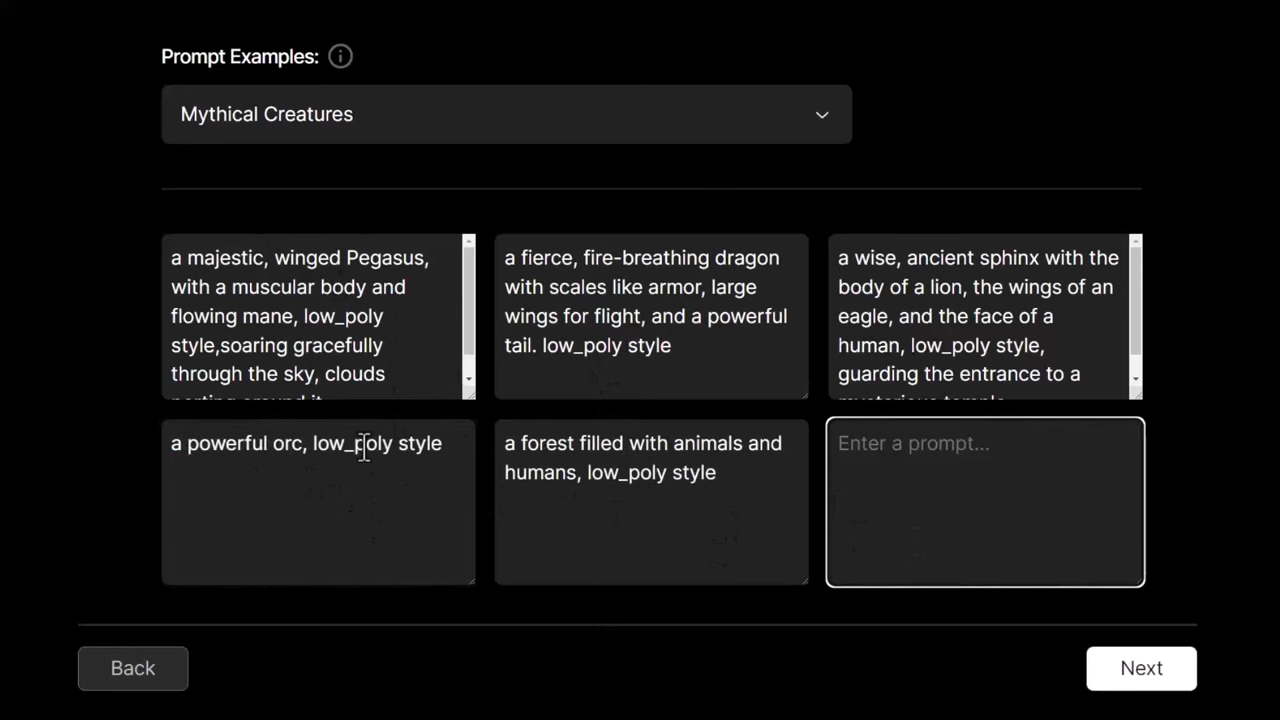 Prompt Examples:
Mythical Creatures
a majestic, winged Pegasus,
with a muscular body and
flowing mane, low_poly
style,soaring gracefully
through the sky, clouds
a fierce, fire-breathing dragon
with scales like armor, large
wings for flight, and a powerful
tail. low_poly style
a wise, ancient sphinx with the
body of a lion, the wings of an
eagle, and the face of a
human, low_poly style,
guarding the entrance to a
a powerful orc, low_poly style
a forest filled with animals and
humans, low_poly style
Enter a prompt...
Back
Next